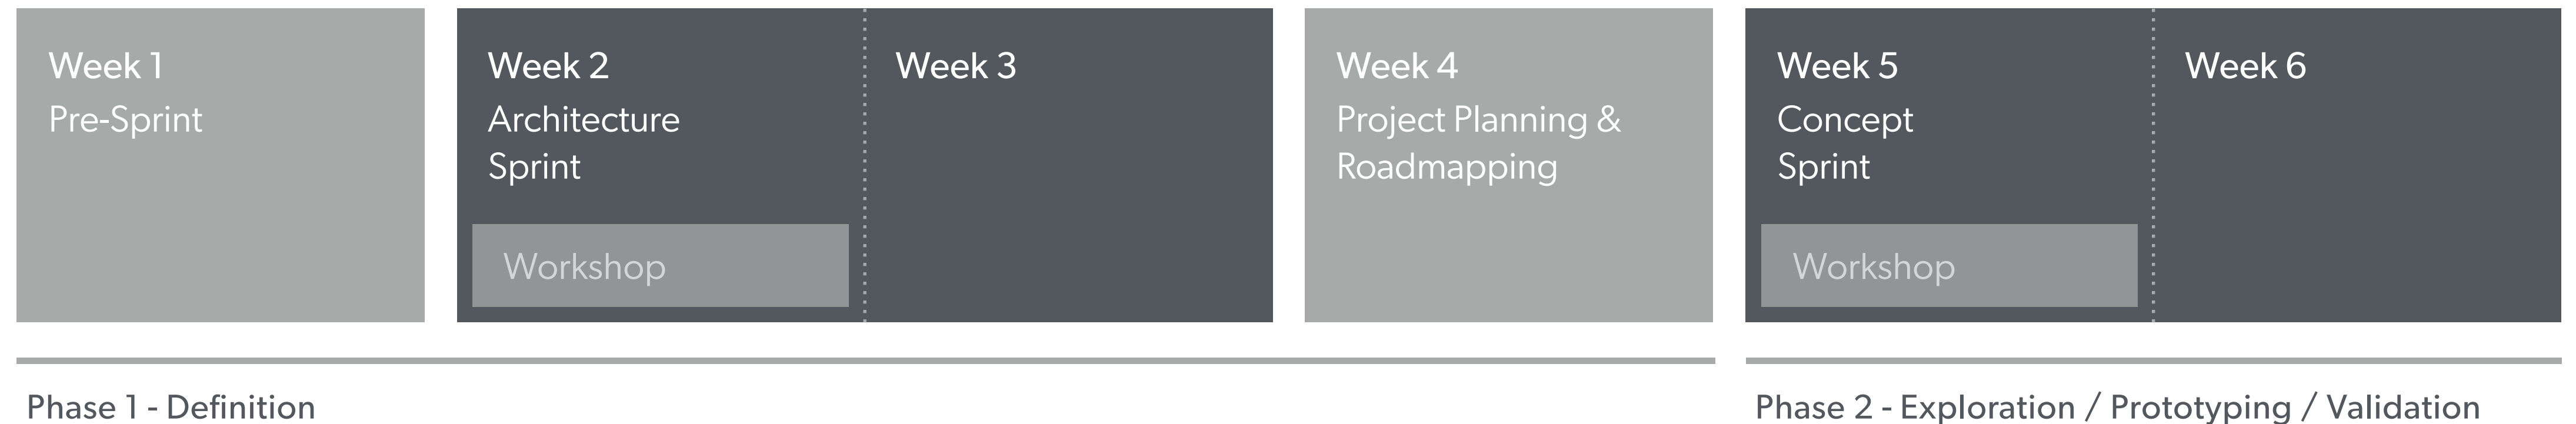 Week 1
Pre-Sprint
Week 2
Architecture
Sprint
Workshop
Week 3
Week 4
Project Planning &
Roadmapping
Week 5
Concept
Sprint
Workshop
Week 6
Phase 1 - Definition
Phase 2 - Exploration / Prototyping / Validation